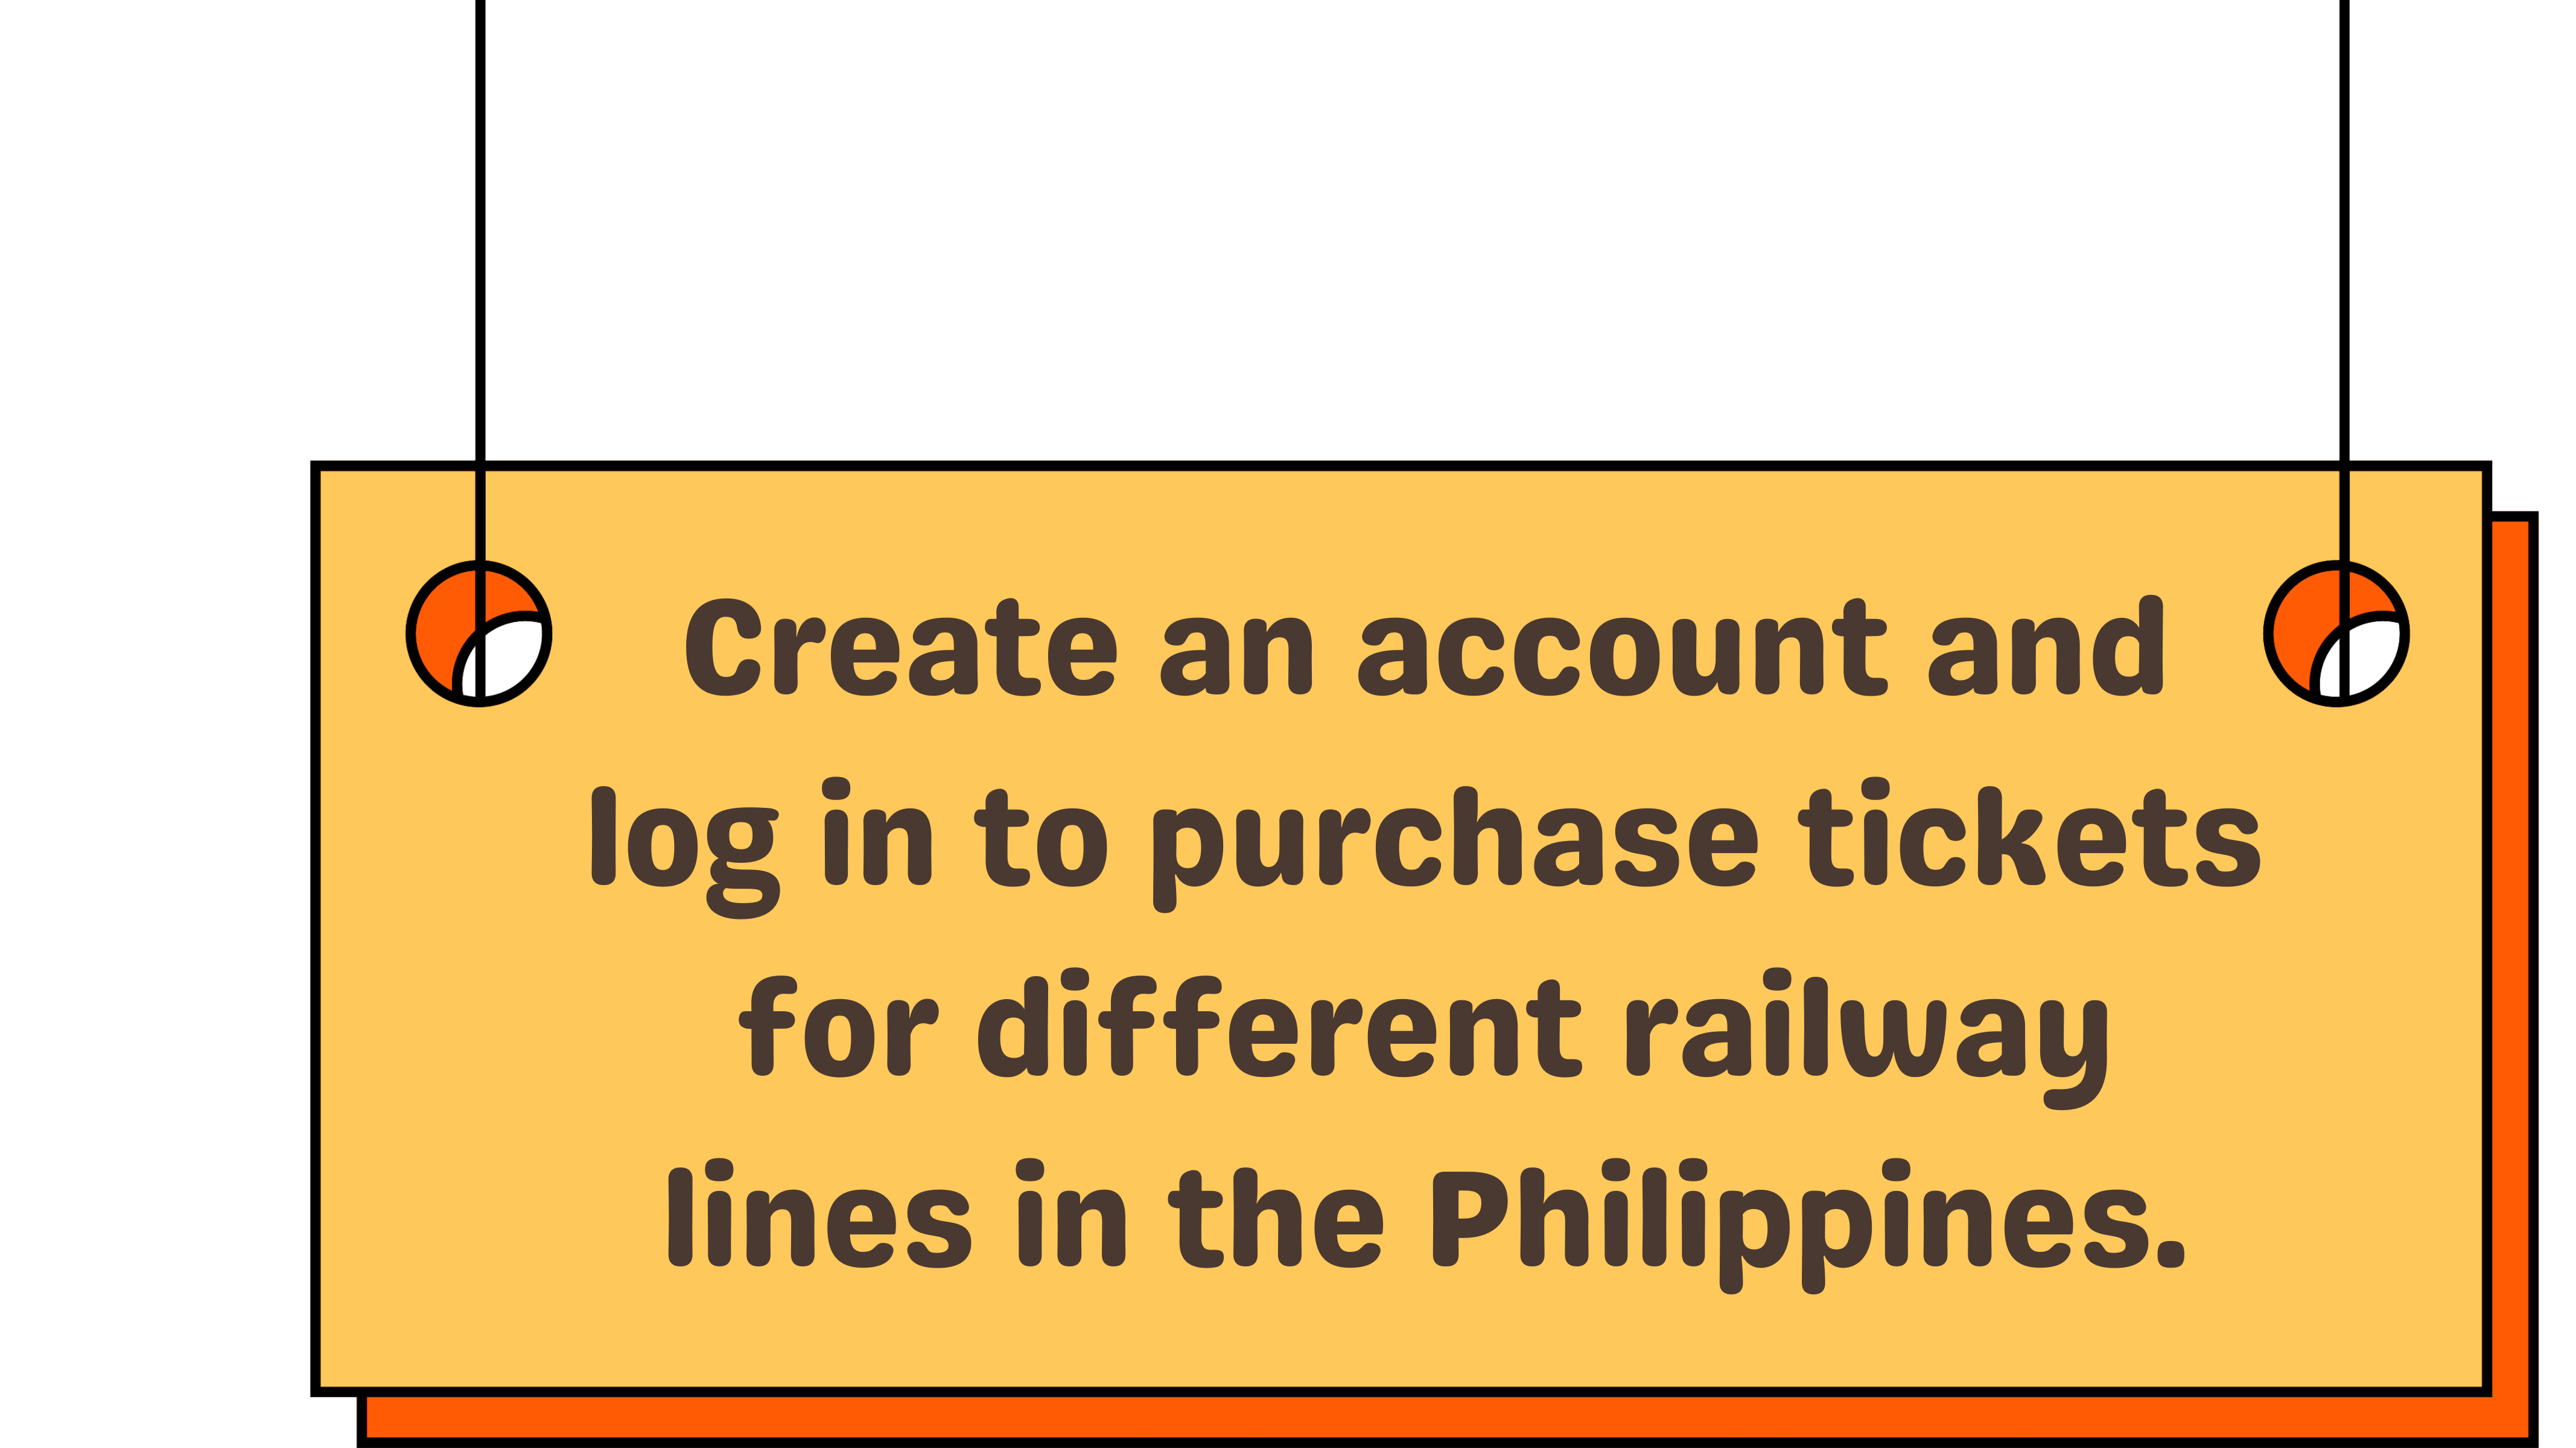 Create an account and
log in to purchase tickets
for different railway
lines in the Philippines.